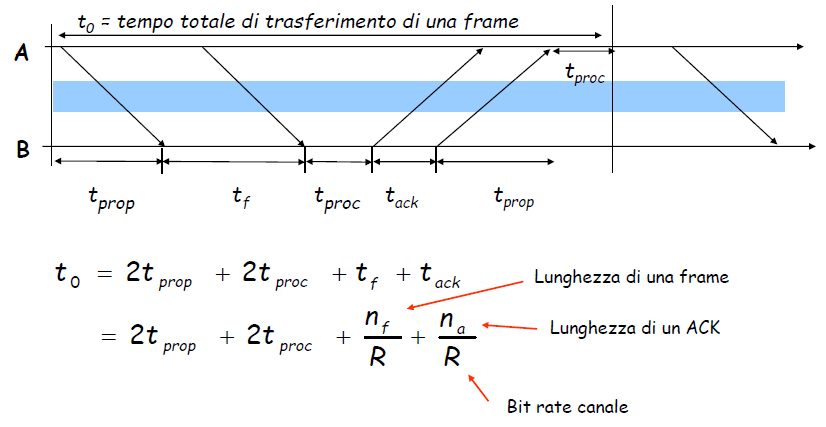 t0 = tempo totale di trasferimento di una frame
A
tproc
B
tprop tf tproc tack tprop
t0 = 2tprop + 2tproc + tf + tack
Lunghezza di una frame
= 2tprop + 2tproc + nf/R + na/R
Lunghezza di un ACK
Bit rate canale